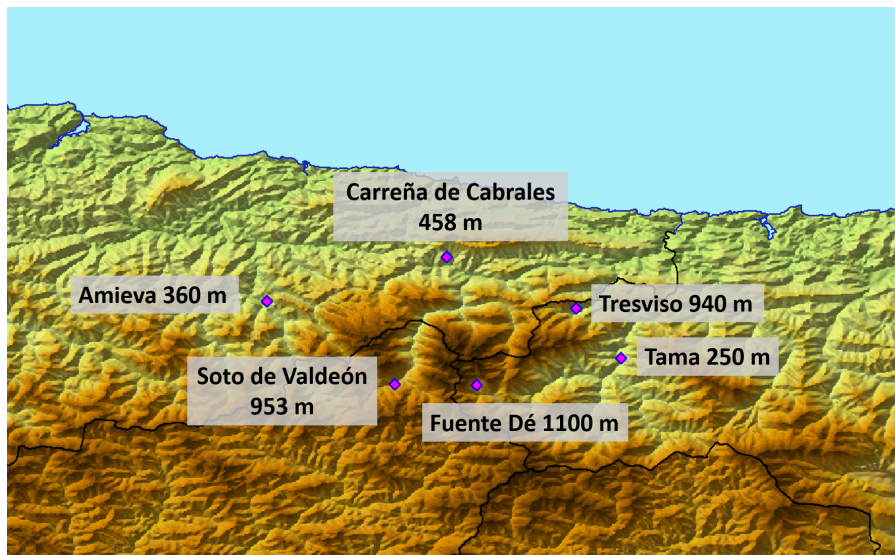 Carreña de Cabrales
458 m
Amieva 360 m
Tresviso 940 m
Tama 250 m
Soto de Valdeón
953 m
Fuente Dé 1100 m